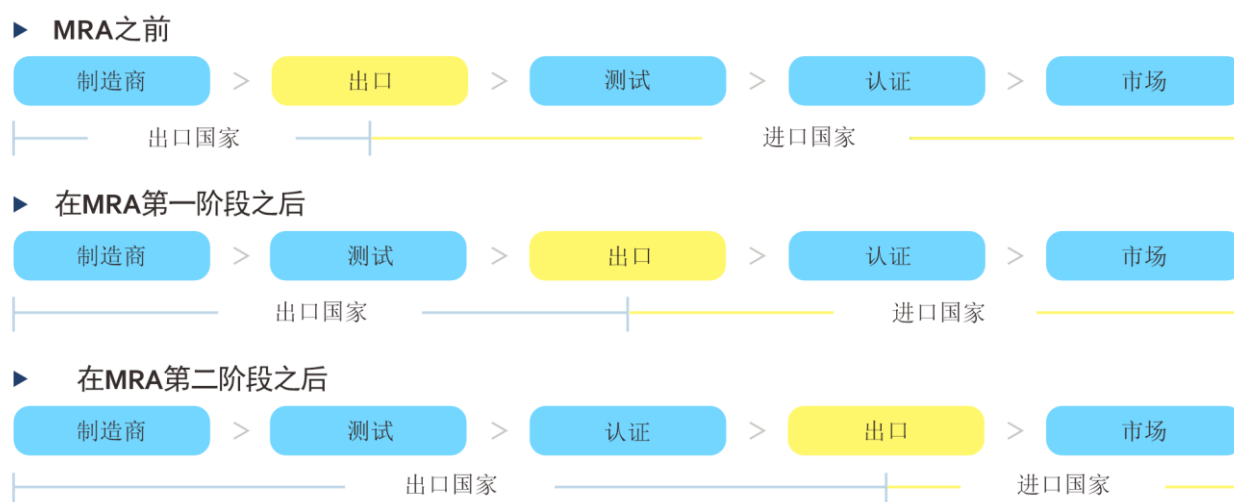 MRA之前
制造商 > 出口 > 测试 > 认证 > 市场
出口国家 进口国家
在MRA第一阶段之后
制造商 > 测试 > 出口 > 认证 > 市场
出口国家 进口国家
在MRA第二阶段之后
制造商 > 测试 > 认证 > 出口 > 市场
出口国家 进口国家